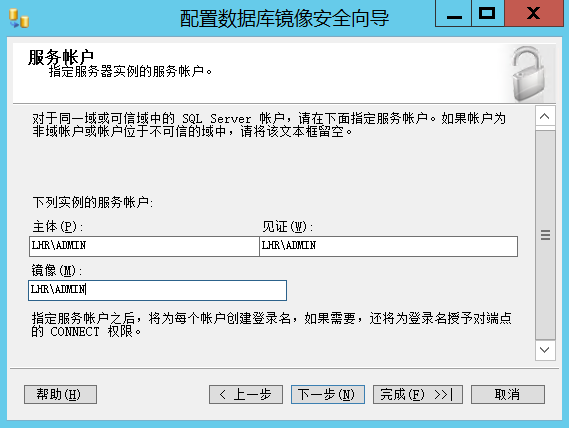 配置数据库镜像安全向导
服务帐户
指定服务器实例的服务帐户。
对于同一域或可信域中的 SQL Server 帐户，请在下面指定服务帐户。如果帐户为
非域帐户或帐户位于不可信的域中，请将该文本框留空。
下列实例的服务帐户:
主体(P): 见证(W):
LHR\ADMIN LHR\ADMIN
镜像(M):
LHR\ADMIN
指定服务帐户之后，将为每个帐户创建登录名，如果需要，还将为登录名授予对端点
的 CONNECT 权限。
帮助(H) < 上一步 下一步(N) 完成(F) >>| 取消